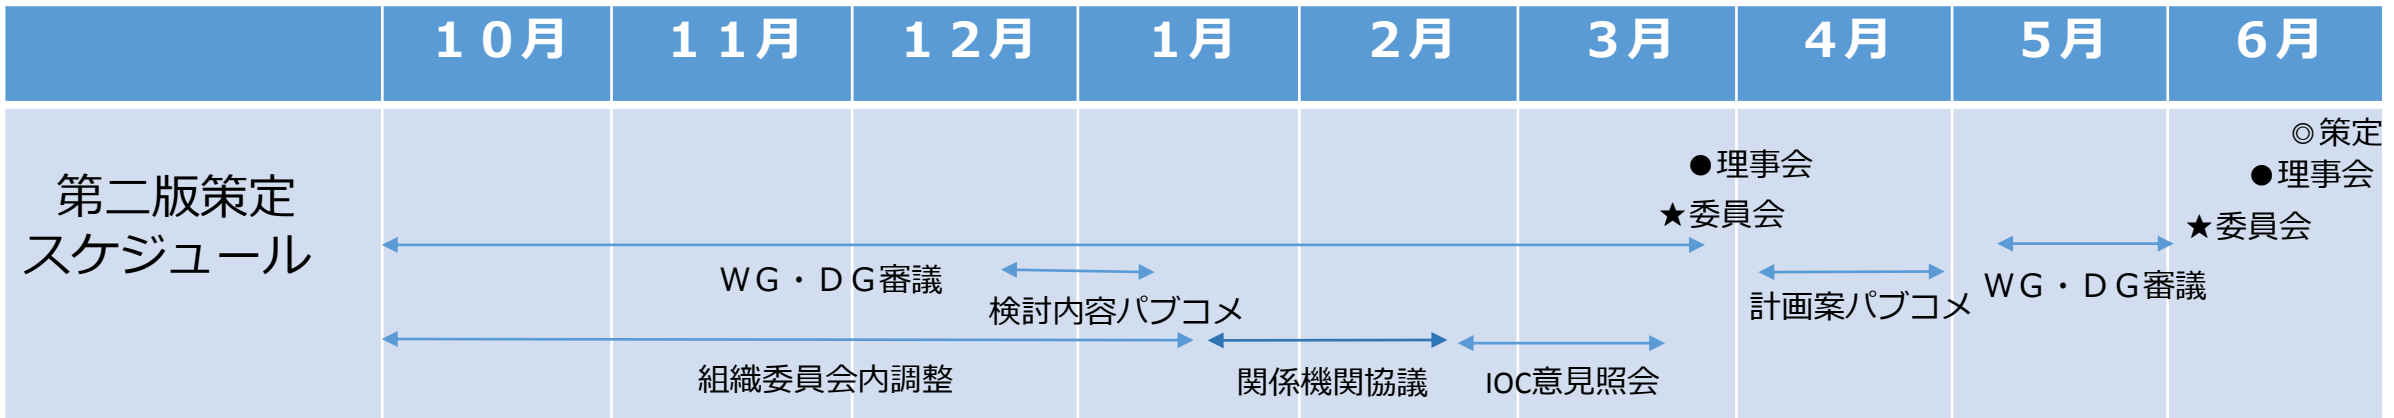 １０月
１１月
１２月
１月
２月
３月
４月
５月
６月
第二版策定
スケジュール
◎策定
●理事会
●理事会
★委員会
★委員会
ＷＧ・ＤＧ審議
検討内容パブコメ
計画案パブコメ
ＷＧ・ＤＧ審議
組織委員会内調整
関係機関協議
IOC意見照会